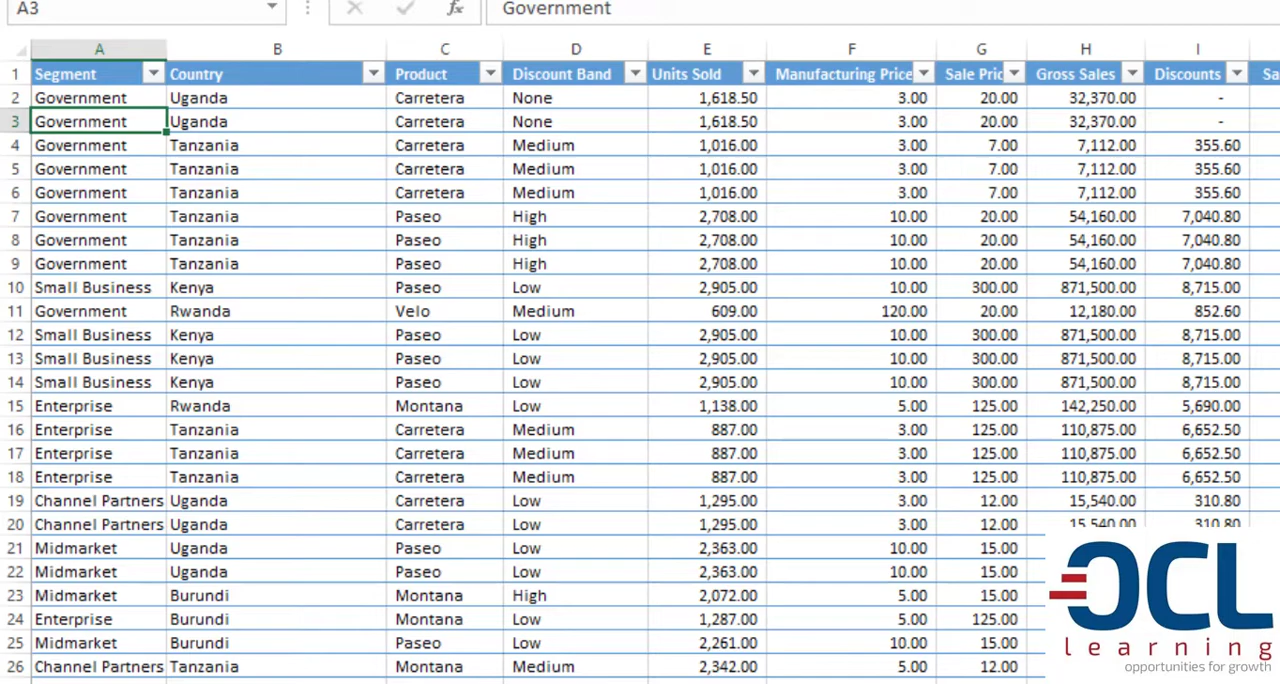 A3 Government
A B C D E F G H I
1 Segment Country Product Discount Band Units Sold Manufacturing Price Sale Pric Gross Sales Discounts Sa
2 Government Uganda Carretera None 1,618.50 3.00 20.00 32,370.00 -
3 Government Uganda Carretera None 1,618.50 3.00 20.00 32,370.00 -
4 Government Tanzania Carretera Medium 1,016.00 3.00 7.00 7,112.00 355.60
5 Government Tanzania Carretera Medium 1,016.00 3.00 7.00 7,112.00 355.60
6 Government Tanzania Carretera Medium 1,016.00 3.00 7.00 7,112.00 355.60
7 Government Tanzania Paseo High 2,708.00 10.00 20.00 54,160.00 7,040.80
8 Government Tanzania Paseo High 2,708.00 10.00 20.00 54,160.00 7,040.80
9 Government Tanzania Paseo High 2,708.00 10.00 20.00 54,160.00 7,040.80
10 Small Business Kenya Paseo Low 2,905.00 10.00 300.00 871,500.00 8,715.00
11 Government Rwanda Velo Medium 609.00 120.00 20.00 12,180.00 852.60
12 Small Business Kenya Paseo Low 2,905.00 10.00 300.00 871,500.00 8,715.00
13 Small Business Kenya Paseo Low 2,905.00 10.00 300.00 871,500.00 8,715.00
14 Small Business Kenya Paseo Low 2,905.00 10.00 300.00 871,500.00 8,715.00
15 Enterprise Rwanda Montana Low 1,138.00 5.00 125.00 142,250.00 5,690.00
16 Enterprise Tanzania Carretera Medium 887.00 3.00 125.00 110,875.00 6,652.50
17 Enterprise Tanzania Carretera Medium 887.00 3.00 125.00 110,875.00 6,652.50
18 Enterprise Tanzania Carretera Medium 887.00 3.00 125.00 110,875.00 6,652.50
19 Channel Partners Uganda Carretera Low 1,295.00 3.00 12.00 15,540.00 310.80
20 Channel Partners Uganda Carretera Low 1,295.00 3.00 12.00 15,540.00 310.80
21 Midmarket Uganda Paseo Low 2,363.00 10.00 15.00
22 Midmarket Uganda Paseo Low 2,363.00 10.00 15.00
23 Midmarket Burundi Montana High 2,072.00 5.00 15.00
24 Enterprise Burundi Montana Low 1,287.00 5.00 125.00
25 Midmarket Burundi Paseo Low 2,261.00 10.00 15.00
26 Channel Partners Tanzania Montana Medium 2,342.00 5.00 12.00
OCL
learning
opportunities for growth